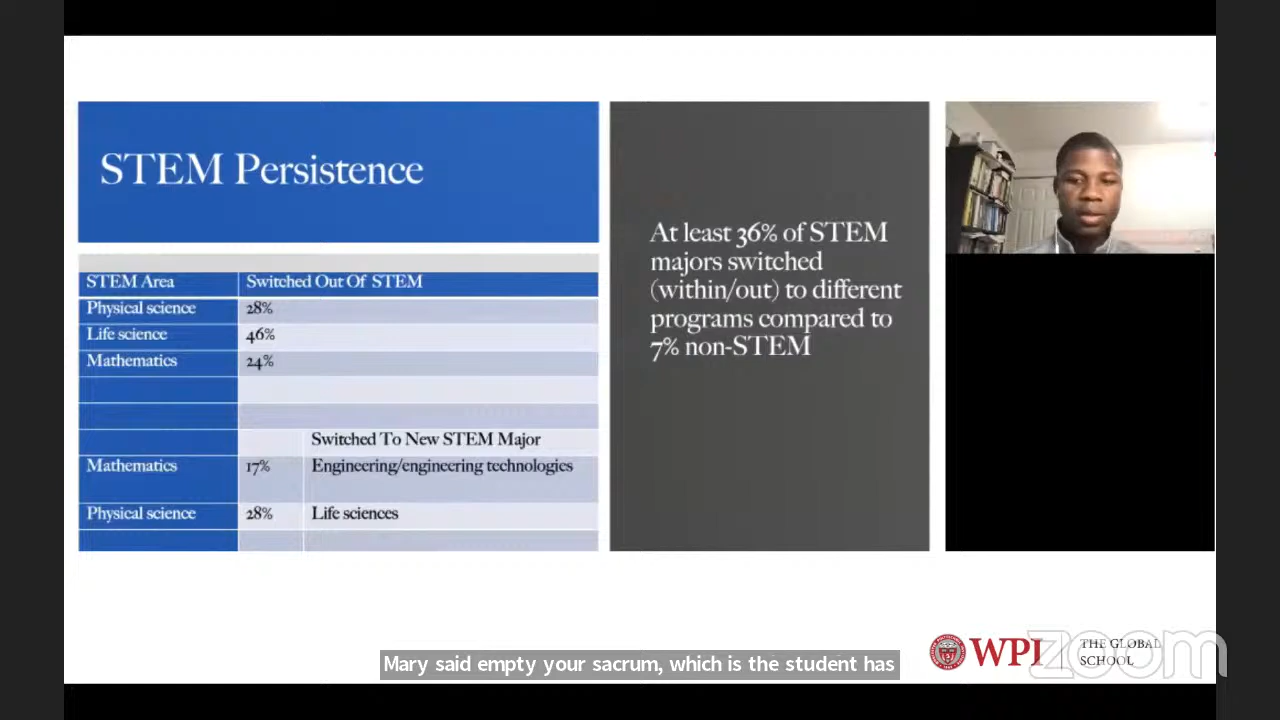 STEM Persistence
STEM Area Switched Out Of STEM
Physical science 28%
Life science 46%
Mathematics 24%
Switched To New STEM Major
Mathematics 17% Engineering/engineering technologies
Physical science 28% Life sciences
At least 36% of STEM
majors switched
(within/out) to different
programs compared to
7% non-STEM
WPI
THE GLOBAL
SCHOOL
zoom
Mary said empty your sacrum, which is the student has